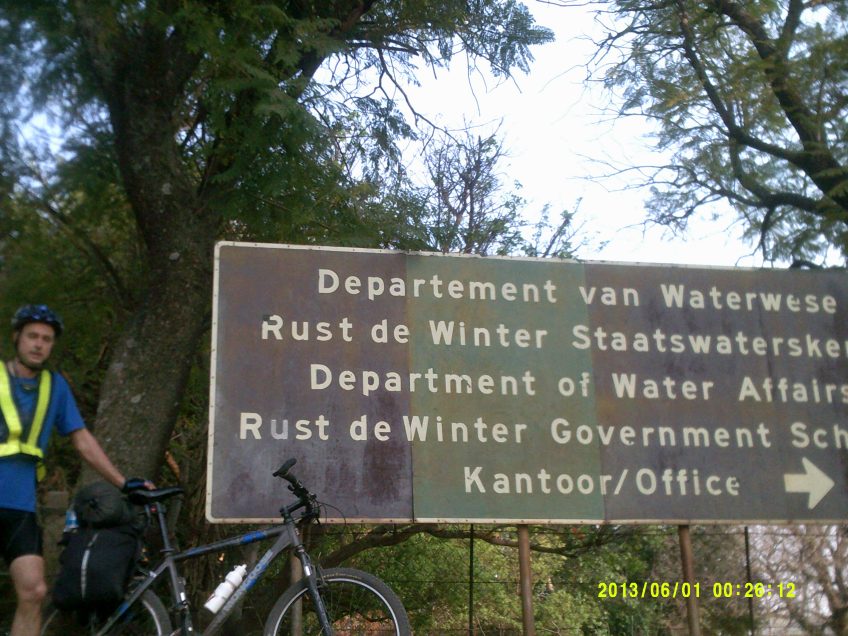 Departement van Waterwese
Rust de Winter Staatswatersker
Department of Water Affairs
Rust de Winter Government Sch
Kantoor/Office
2013/06/01 00:26:12